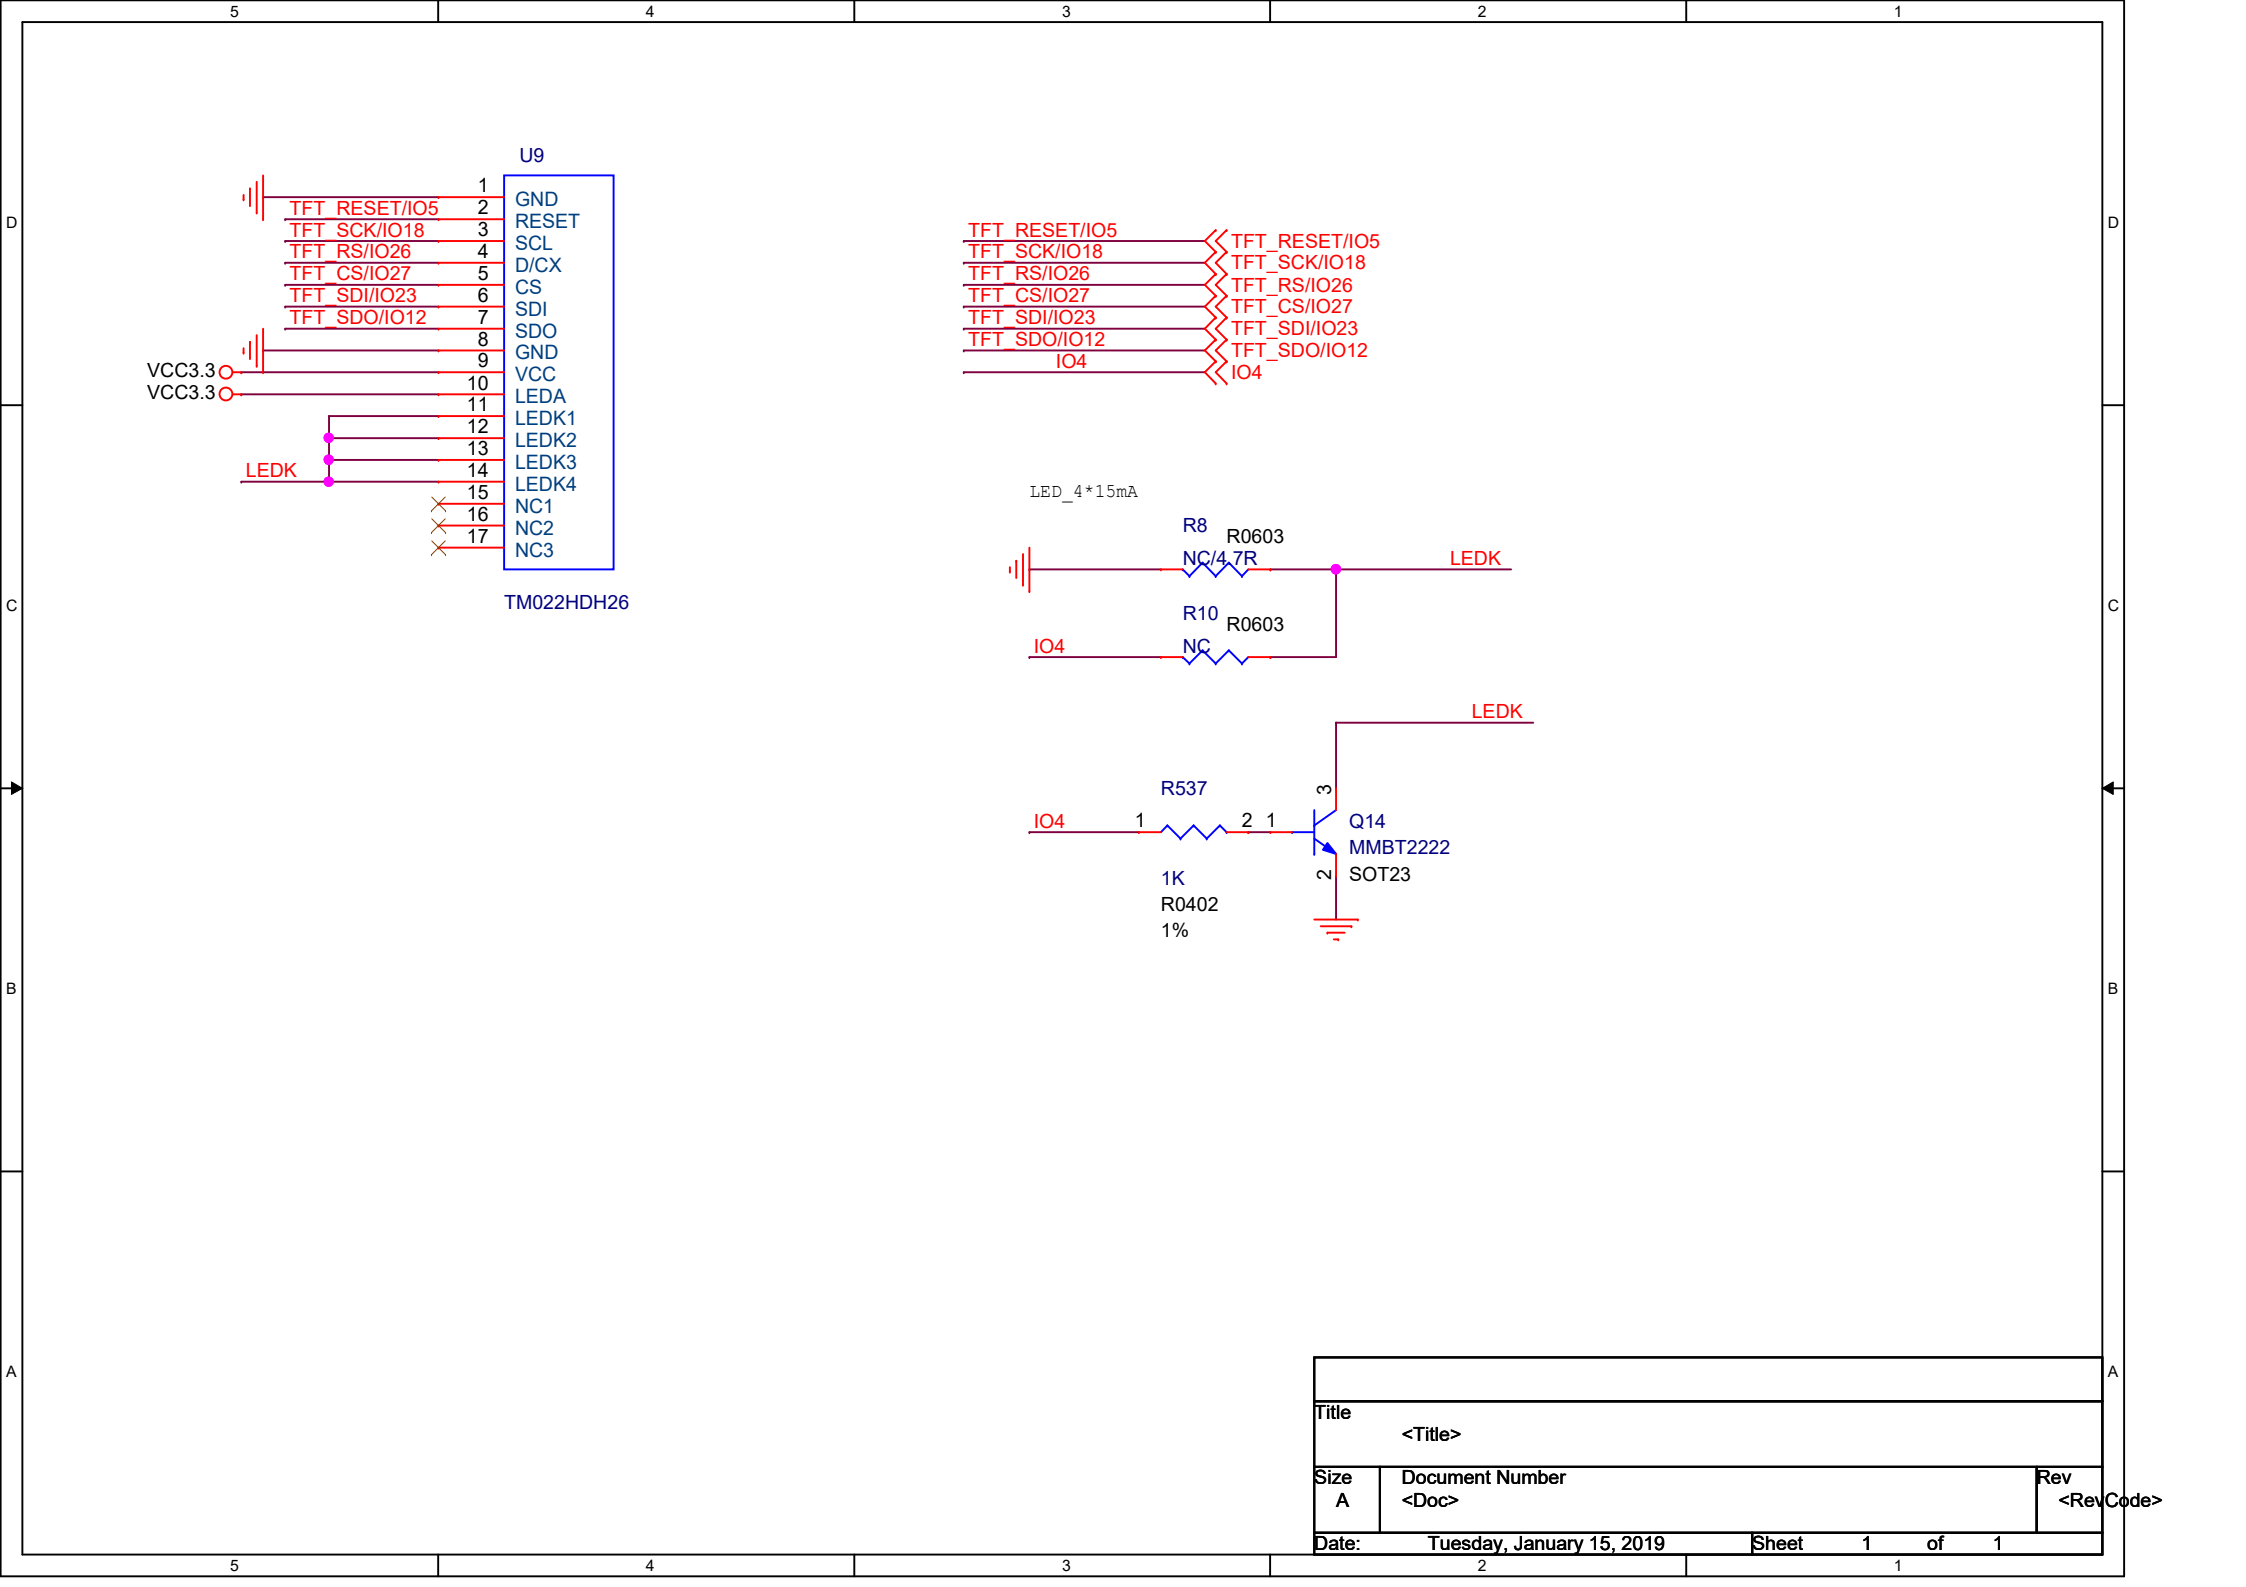 5 4 3 2 1
D D
C C
B B
A A
U9
1 GND
TFT_RESET/IO5 2 RESET
TFT_SCK/IO18 3 SCL
TFT_RS/IO26 4 D/CX
TFT_CS/IO27 5 CS
TFT_SDI/IO23 6 SDI
TFT_SDO/IO12 7 SDO
8 GND
VCC3.3 9 VCC
VCC3.3 10 LEDA
11 LEDK1
12 LEDK2
13 LEDK3
LEDK 14 LEDK4
15 NC1
16 NC2
17 NC3
TM022HDH26
TFT_RESET/IO5 TFT_RESET/IO5
TFT_SCK/IO18 TFT_SCK/IO18
TFT_RS/IO26 TFT_RS/IO26
TFT_CS/IO27 TFT_CS/IO27
TFT_SDI/IO23 TFT_SDI/IO23
TFT_SDO/IO12 TFT_SDO/IO12
IO4 IO4
LED_4*15mA
R8 R0603
NC/4.7R LEDK
R10 R0603
IO4 NC
LEDK
R537 3
IO4 1 2 1 Q14
MMBT2222
2 SOT23
1K
R0402
1%
Title
<Title>
Size Document Number Rev
A <Doc> <RevCode>
Date: Tuesday, January 15, 2019 Sheet 1 of 1
5 4 3 2 1